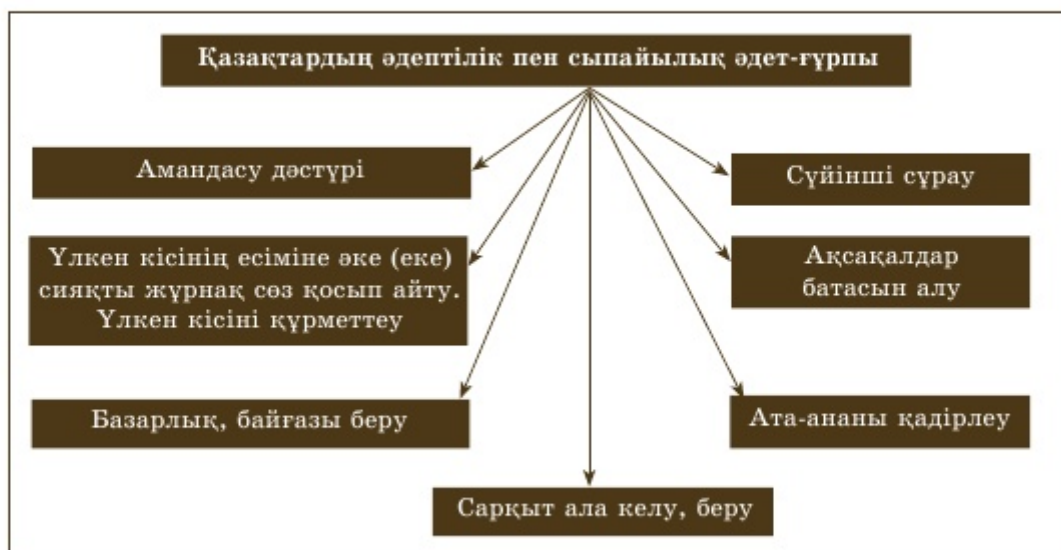 Қазақтардың әдептілік пен сыпайылық әдет-ғұрпы
Амандасу дәстүрі
Үлкен кісінің есіміне әке (еке)
сияқты жұрнақ сөз қосып айту.
Үлкен кісіні құрметтеу
Базарлық, байғазы беру
Сарқыт ала келу, беру
Сүйінші сұрау
Ақсақалдар
батасын алу
Ата-ананы қадірлеу